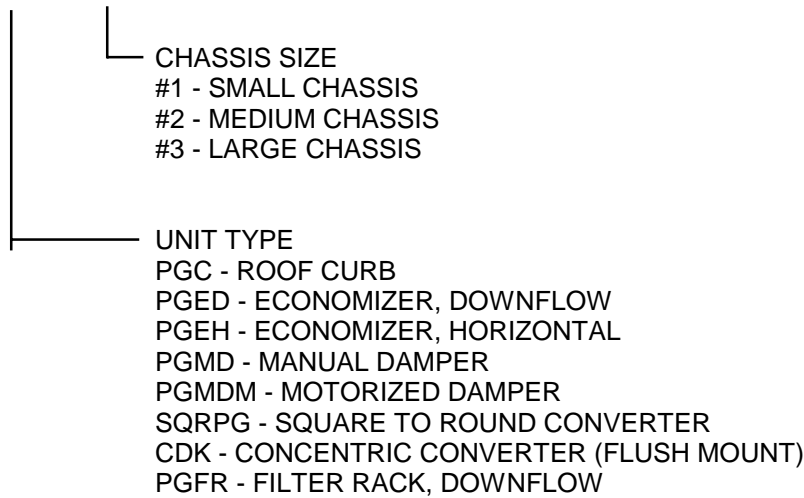 CHASSIS SIZE
#1 - SMALL CHASSIS
#2 - MEDIUM CHASSIS
#3 - LARGE CHASSIS
UNIT TYPE
PGC - ROOF CURB
PGED - ECONOMIZER, DOWNFLOW
PGEH - ECONOMIZER, HORIZONTAL
PGMD - MANUAL DAMPER
PGMDM - MOTORIZED DAMPER
SQRPG - SQUARE TO ROUND CONVERTER
CDK - CONCENTRIC CONVERTER (FLUSH MOUNT)
PGFR - FILTER RACK, DOWNFLOW